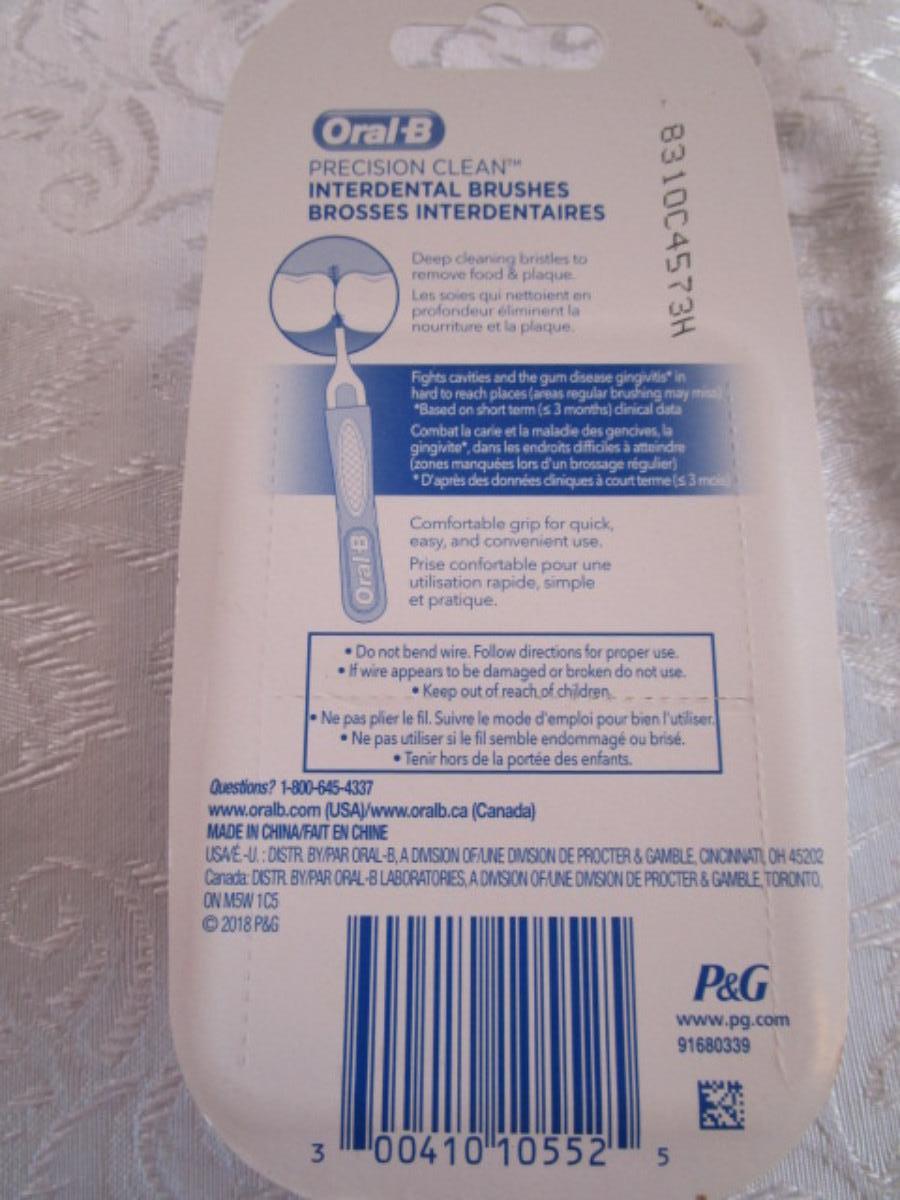 Oral-B
PRECISION CLEAN™
INTERDENTAL BRUSHES
BROSSES INTERDENTAIRES
8310C4573H
Deep cleaning bristles to
remove food & plaque.
Les soies qui nettoient en
profondeur éliminent la
nourriture et la plaque.
Fights cavities and the gum disease gingivitis* in
hard to reach places (areas regular brushing may miss)
*Based on short term (≤ 3 months) clinical data
Combat la carie et la maladie des gencives, la
gingivite*, dans les endroits difficiles à atteindre
(zones manquées lors d'un brossage régulier)
* D'après des données cliniques à court terme (≤ 3 mois)
Comfortable grip for quick,
easy, and convenient use.
Prise confortable pour une
utilisation rapide, simple
et pratique.
Oral-B
• Do not bend wire. Follow directions for proper use.
• If wire appears to be damaged or broken do not use.
• Keep out of reach of children.
• Ne pas plier le fil. Suivre le mode d'emploi pour bien l'utiliser.
• Ne pas utiliser si le fil semble endommagé ou brisé.
• Tenir hors de la portée des enfants.
Questions? 1-800-645-4337
www.oralb.com (USA)/www.oralb.ca (Canada)
MADE IN CHINA/FAIT EN CHINE
USA/É.-U. : DISTR. BY/PAR ORAL-B, A DIVISION OF/UNE DIVISION DE PROCTER & GAMBLE, CINCINNATI, OH 45202
Canada: DISTR. BY/PAR ORAL-B LABORATORIES, A DIVISION OF/UNE DIVISION DE PROCTER & GAMBLE, TORONTO,
ON M5W 1C5
© 2018 P&G
P&G
www.pg.com
91680339
3 00410 10552 5